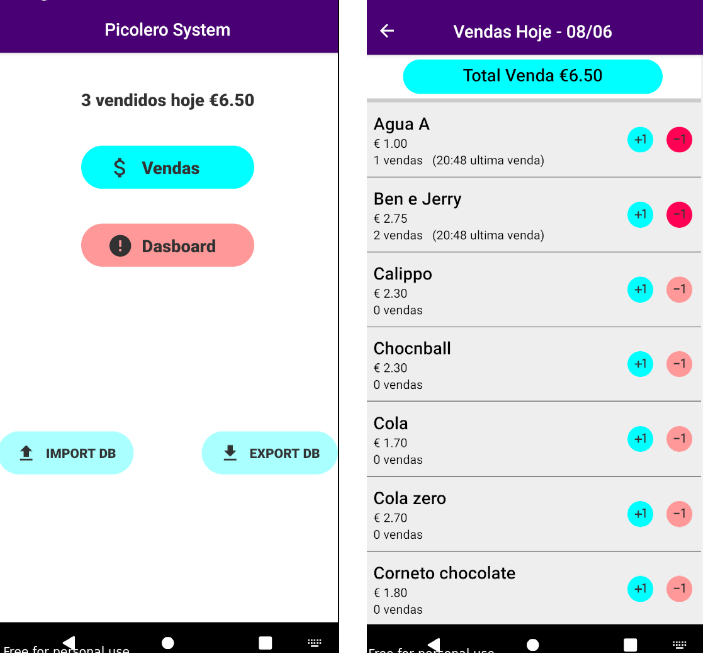 Picolero System
3 vendidos hoje €6.50
$ Vendas
Dasboard
IMPORT DB
EXPORT DB
Free for personal use
Vendas Hoje - 08/06
Total Venda €6.50
Agua A
€ 1.00
1 vendas (20:48 ultima venda)
+1 −1
Ben e Jerry
€ 2.75
2 vendas (20:48 ultima venda)
+1 −1
Calippo
€ 2.30
0 vendas
+1 −1
Chocnball
€ 2.30
0 vendas
+1 −1
Cola
€ 1.70
0 vendas
+1 −1
Cola zero
€ 2.70
0 vendas
+1 −1
Corneto chocolate
€ 1.80
0 vendas
+1 −1
Free for personal use